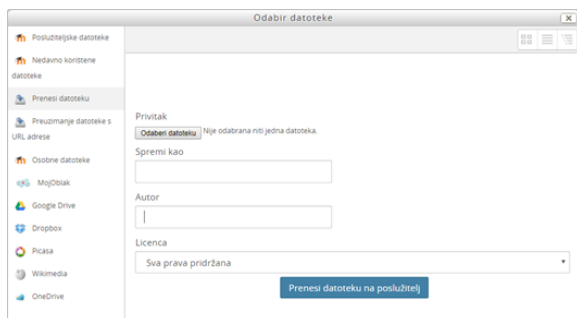 Odabir datoteke
Poslužiteljske datoteke
Nedavno korištene
datoteke
Prenesi datoteku
Preuzimanje datoteke s
URL adrese
Osobne datoteke
MojOblak
Google Drive
Dropbox
Picasa
Wikimedia
OneDrive
Privitak
Odaberi datoteku Nije odabrana niti jedna datoteka.
Spremi kao
Autor
Licenca
Sva prava pridržana
Prenesi datoteku na poslužitelj